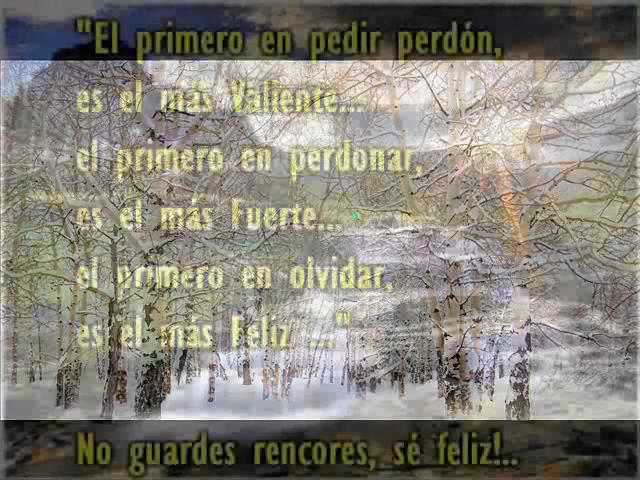 "El primero en pedir perdón,
es el más Valiente...
el primero en perdonar,
es el más Fuerte...
el primero en olvidar,
es el más Feliz ..."
No guardes rencores, sé feliz!..